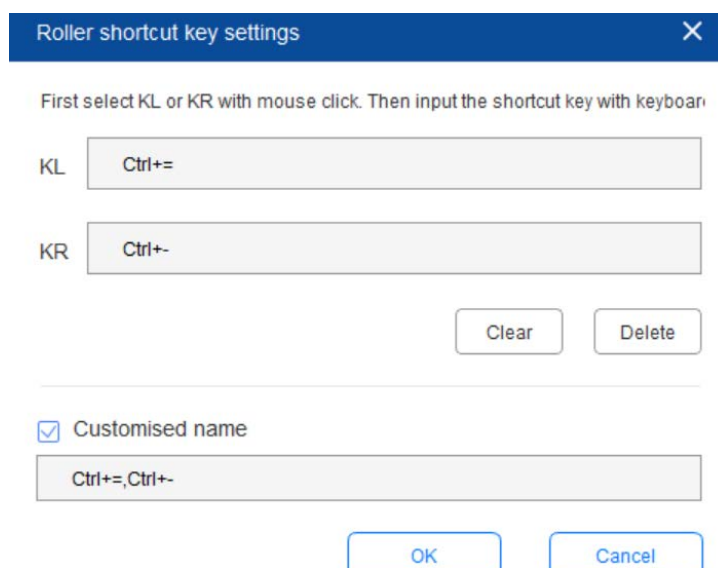 Roller shortcut key settings
First select KL or KR with mouse click. Then input the shortcut key with keyboar
KL Ctrl+=
KR Ctrl+-
Clear Delete
Customised name
Ctrl+=,Ctrl+-
OK Cancel